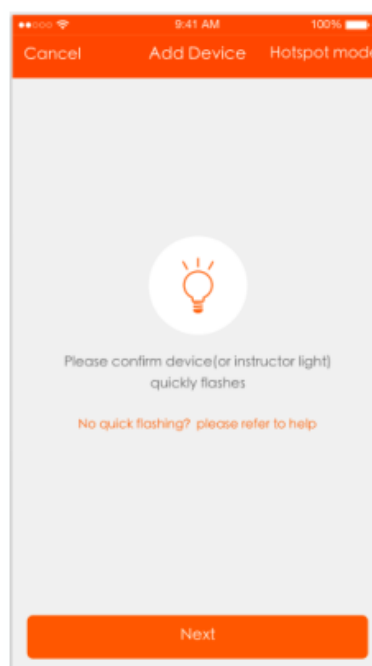 9:41 AM 100%
Cancel Add Device Hotspot mode
Please confirm device(or instructor light)
quickly flashes
No quick flashing? please refer to help
Next